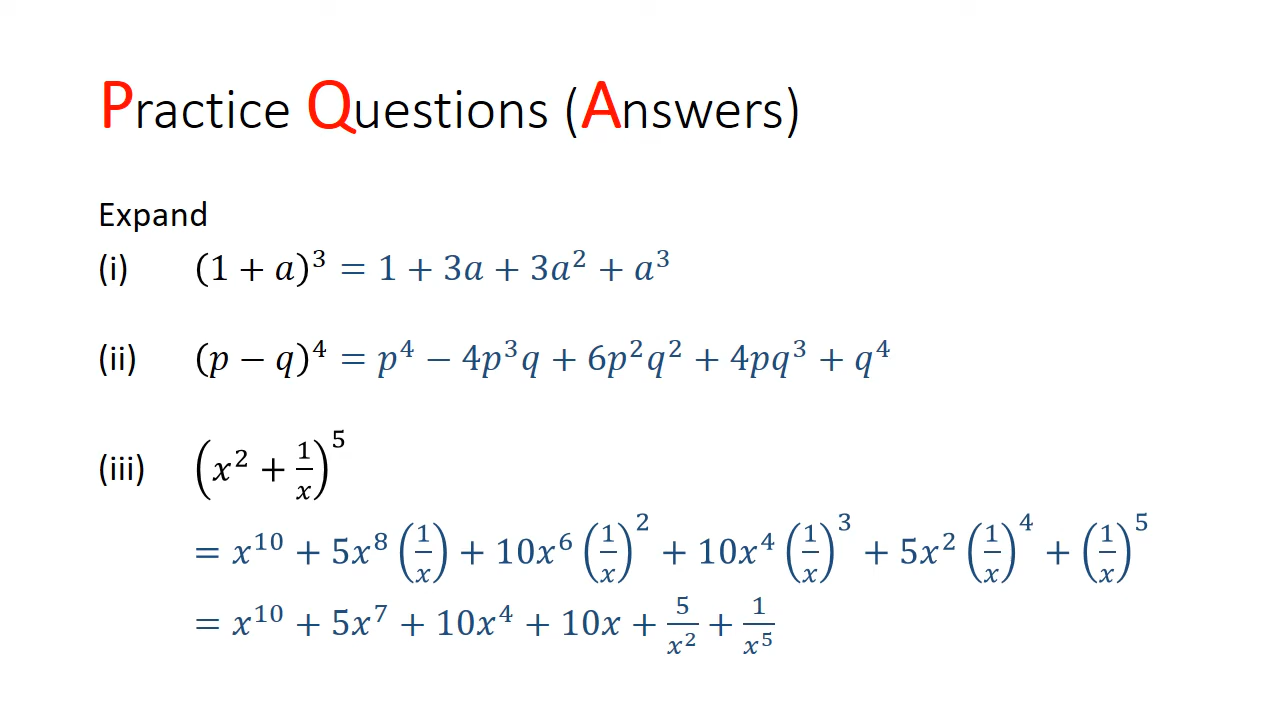 Practice Questions (Answers)
Expand
(i) (1 + a)³ = 1 + 3a + 3a² + a³
(ii) (p − q)⁴ = p⁴ − 4p³q + 6p²q² + 4pq³ + q⁴
(iii) (x² + 1/x)⁵
= x¹⁰ + 5x⁸(1/x) + 10x⁶(1/x)² + 10x⁴(1/x)³ + 5x²(1/x)⁴ + (1/x)⁵
= x¹⁰ + 5x⁷ + 10x⁴ + 10x + 5/x² + 1/x⁵